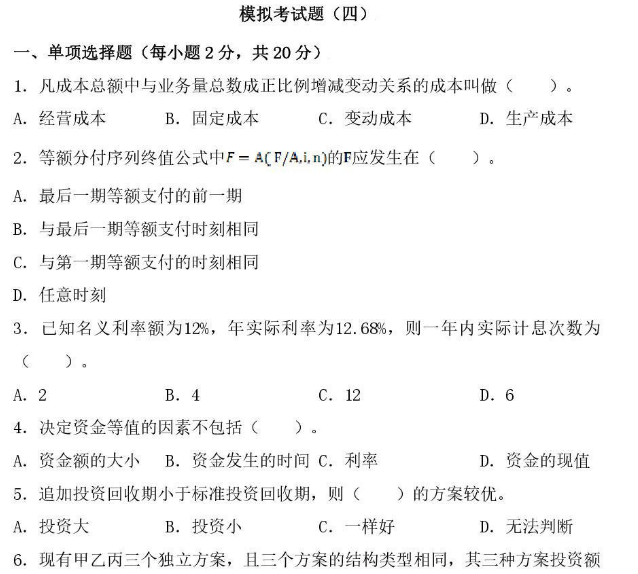 模拟考试题（四）
一、单项选择题（每小题2分，共20分）
1．凡成本总额中与业务量总数成正比例增减变动关系的成本叫做（　　）。
A．经营成本　　B．固定成本　　C．变动成本　　D．生产成本
2．等额分付序列终值公式中F = A(F/A,i,n)的F应发生在（　　）。
A．最后一期等额支付的前一期
B．与最后一期等额支付时刻相同
C．与第一期等额支付的时刻相同
D．任意时刻
3．已知名义利率额为12%，年实际利率为12.68%，则一年内实际计息次数为
（　　）。
A．2　　B．4　　C．12　　D．6
4．决定资金等值的因素不包括（　　）。
A．资金额的大小　B．资金发生的时间　C．利率　　D．资金的现值
5．追加投资回收期小于标准投资回收期，则（　　）的方案较优。
A．投资大　　B．投资小　　C．一样好　　D．无法判断
6．现有甲乙丙三个独立方案，且三个方案的结构类型相同，其三种方案投资额